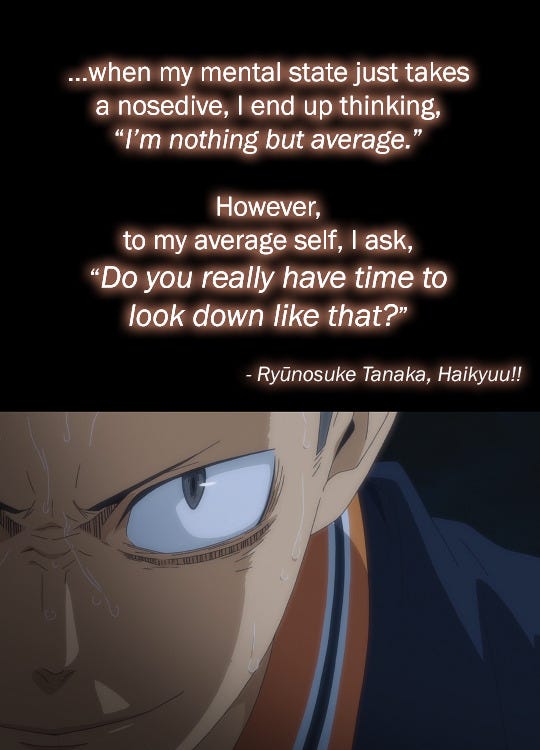 ...when my mental state just takes
a nosedive, I end up thinking,
“I’m nothing but average.”
However,
to my average self, I ask,
“Do you really have time to
look down like that?”
- Ryūnosuke Tanaka, Haikyuu!!